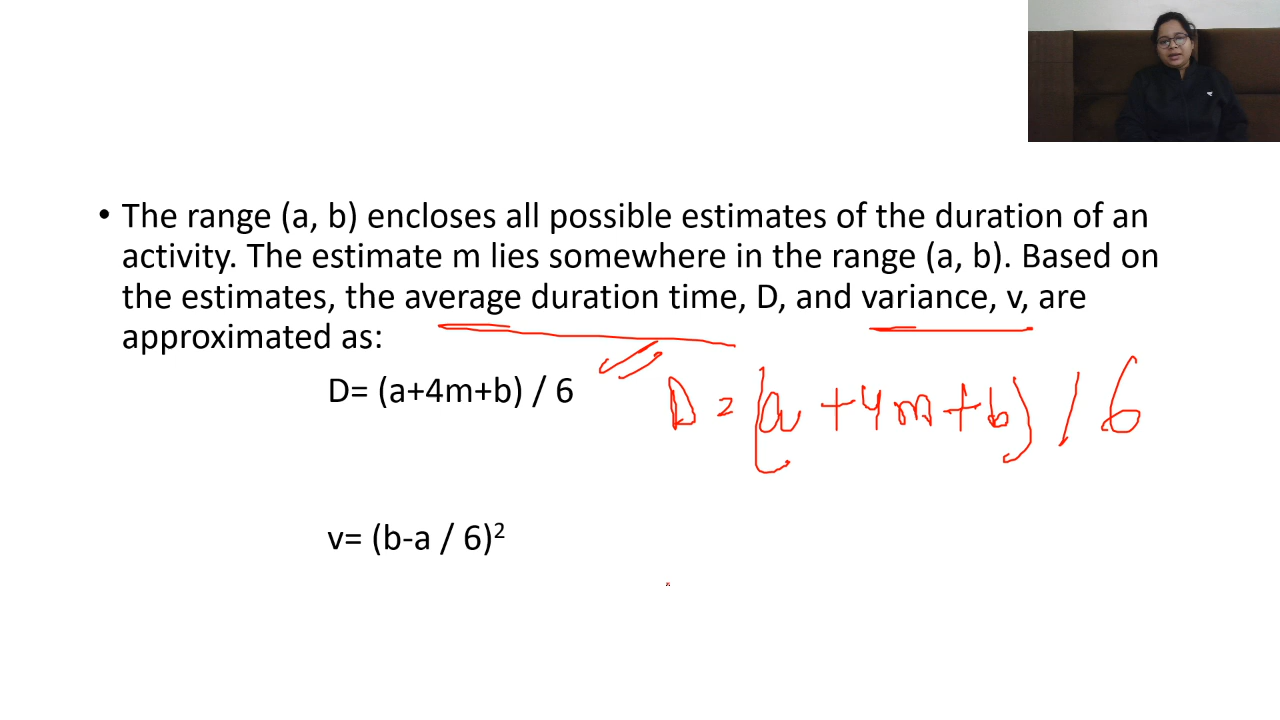 • The range (a, b) encloses all possible estimates of the duration of an
activity. The estimate m lies somewhere in the range (a, b). Based on
the estimates, the average duration time, D, and variance, v, are
approximated as:
D= (a+4m+b) / 6
D = (a +4m+b) / 6
v= (b-a / 6)²